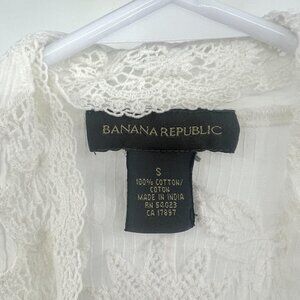 BANANA REPUBLIC
S
100% COTTON/
COTON
MADE IN INDIA
RN 54023
CA 17897